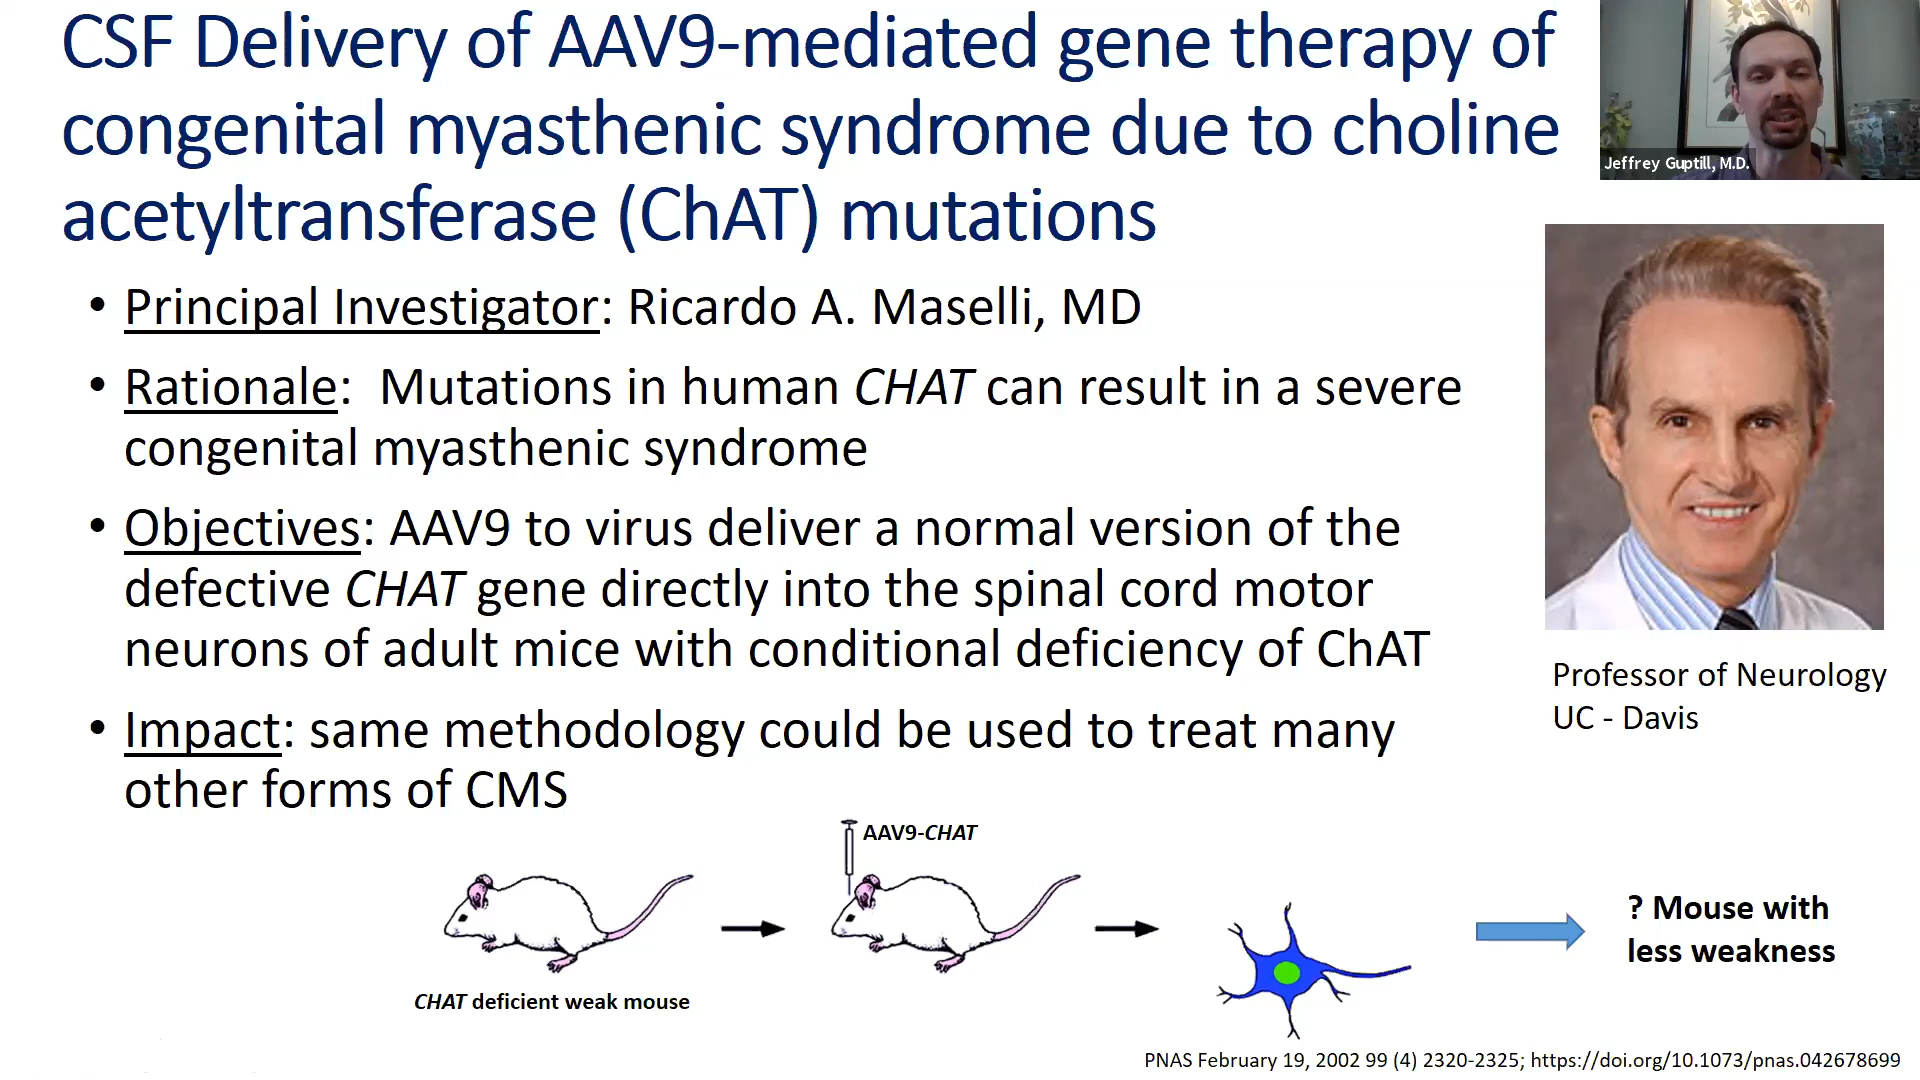 CSF Delivery of AAV9-mediated gene therapy of
congenital myasthenic syndrome due to choline
acetyltransferase (ChAT) mutations
Jeffrey Guptill, M.D.
• Principal Investigator: Ricardo A. Maselli, MD
• Rationale:  Mutations in human CHAT can result in a severe
congenital myasthenic syndrome
• Objectives: AAV9 to virus deliver a normal version of the
defective CHAT gene directly into the spinal cord motor
neurons of adult mice with conditional deficiency of ChAT
• Impact: same methodology could be used to treat many
other forms of CMS
Professor of Neurology
UC - Davis
AAV9-CHAT
CHAT deficient weak mouse
? Mouse with
less weakness
PNAS February 19, 2002 99 (4) 2320-2325; https://doi.org/10.1073/pnas.042678699